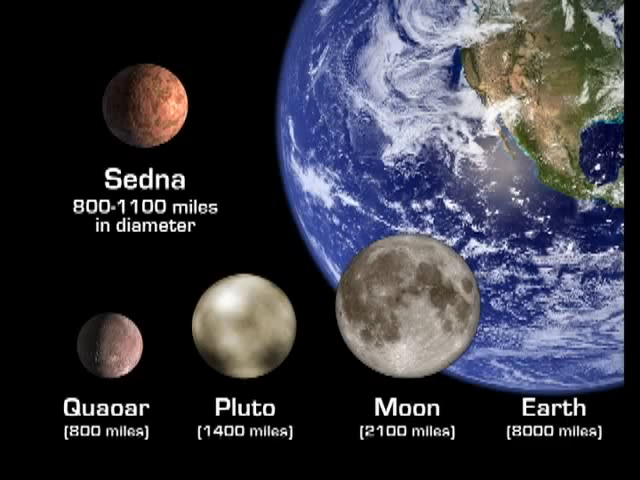 Sedna
800-1100 miles
in diameter
Quaoar
(800 miles)
Pluto
(1400 miles)
Moon
(2100 miles)
Earth
(8000 miles)